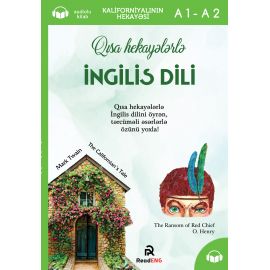 audiolu
kitab
KALİFORNİYALININ
HEKAYƏSİ
A1-A2
Qısa hekayələrlə
İNGİLİS DİLİ
Qısa hekayələrlə
İngilis dilini öyrən,
tərcüməli əsərlərlə
özünü yoxla!
Mark Twain
The Californian's Tale
The Ransom of Red Chief
O. Henry
ReadENG